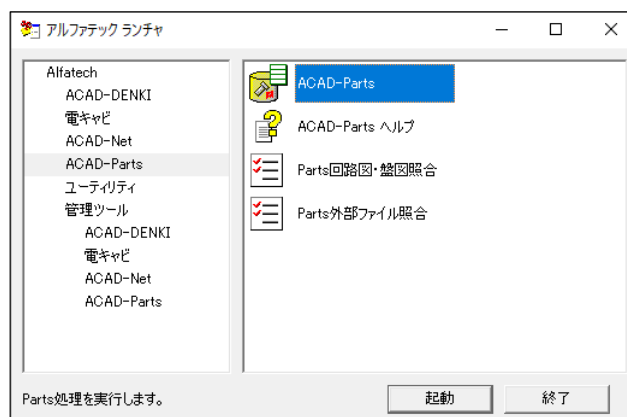 アルファテック ランチャ
Alfatech
ACAD-DENKI
電キャビ
ACAD-Net
ACAD-Parts
ユーティリティ
管理ツール
ACAD-DENKI
電キャビ
ACAD-Net
ACAD-Parts
ACAD-Parts
ACAD-Parts ヘルプ
Parts回路図・盤図照合
Parts外部ファイル照合
Parts処理を実行します。
起動
終了